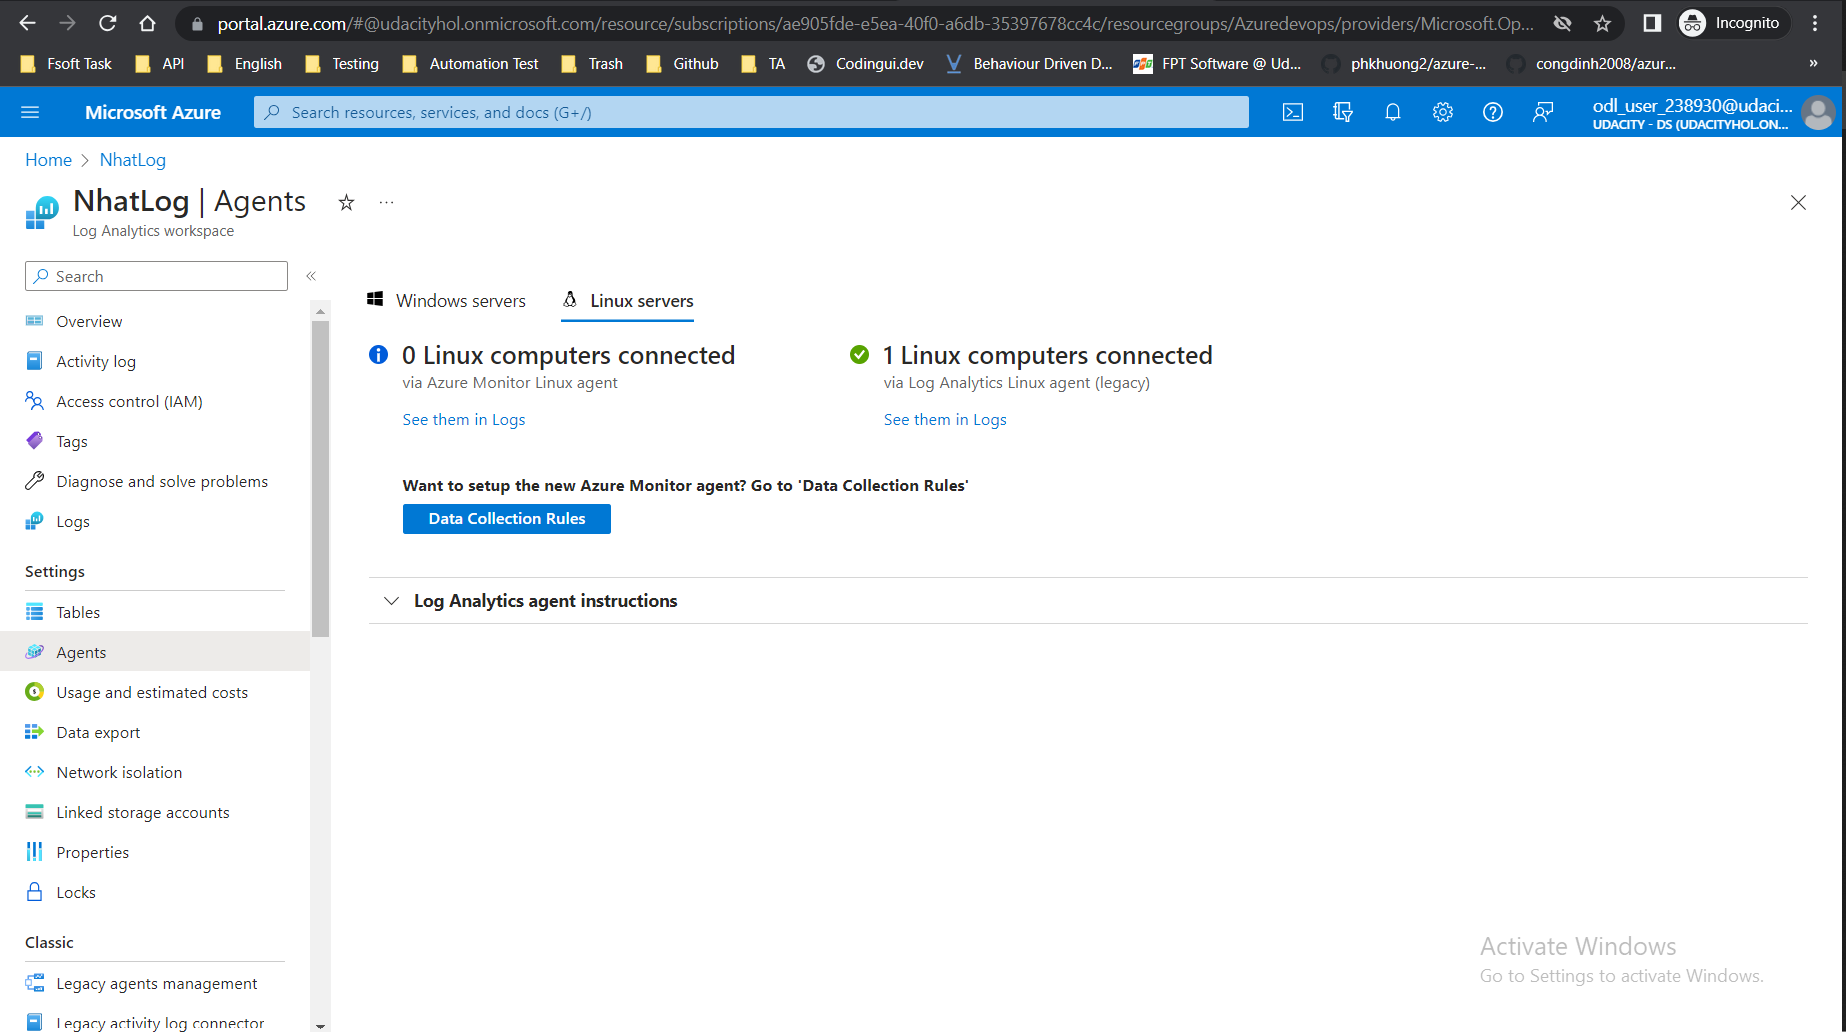 portal.azure.com/#@udacityhol.onmicrosoft.com/resource/subscriptions/ae905fde-e5ea-40f0-a6db-35397678cc4c/resourcegroups/Azuredevops/providers/Microsoft.Op...
Incognito
Fsoft Task API English Testing Automation Test Trash Github TA Codingui.dev Behaviour Driven D... FPT Software @ Ud... phkhuong2/azure-... congdinh2008/azur... »
Microsoft Azure
Search resources, services, and docs (G+/)
odl_user_238930@udaci...
UDACITY - DS (UDACITYHOL.ON...
Home > NhatLog
NhatLog | Agents
Log Analytics workspace
Search
Overview
Activity log
Access control (IAM)
Tags
Diagnose and solve problems
Logs
Settings
Tables
Agents
Usage and estimated costs
Data export
Network isolation
Linked storage accounts
Properties
Locks
Classic
Legacy agents management
Legacy activity log connector
Windows servers Linux servers
0 Linux computers connected
via Azure Monitor Linux agent
See them in Logs
1 Linux computers connected
via Log Analytics Linux agent (legacy)
See them in Logs
Want to setup the new Azure Monitor agent? Go to 'Data Collection Rules'
Data Collection Rules
Log Analytics agent instructions
Activate Windows
Go to Settings to activate Windows.